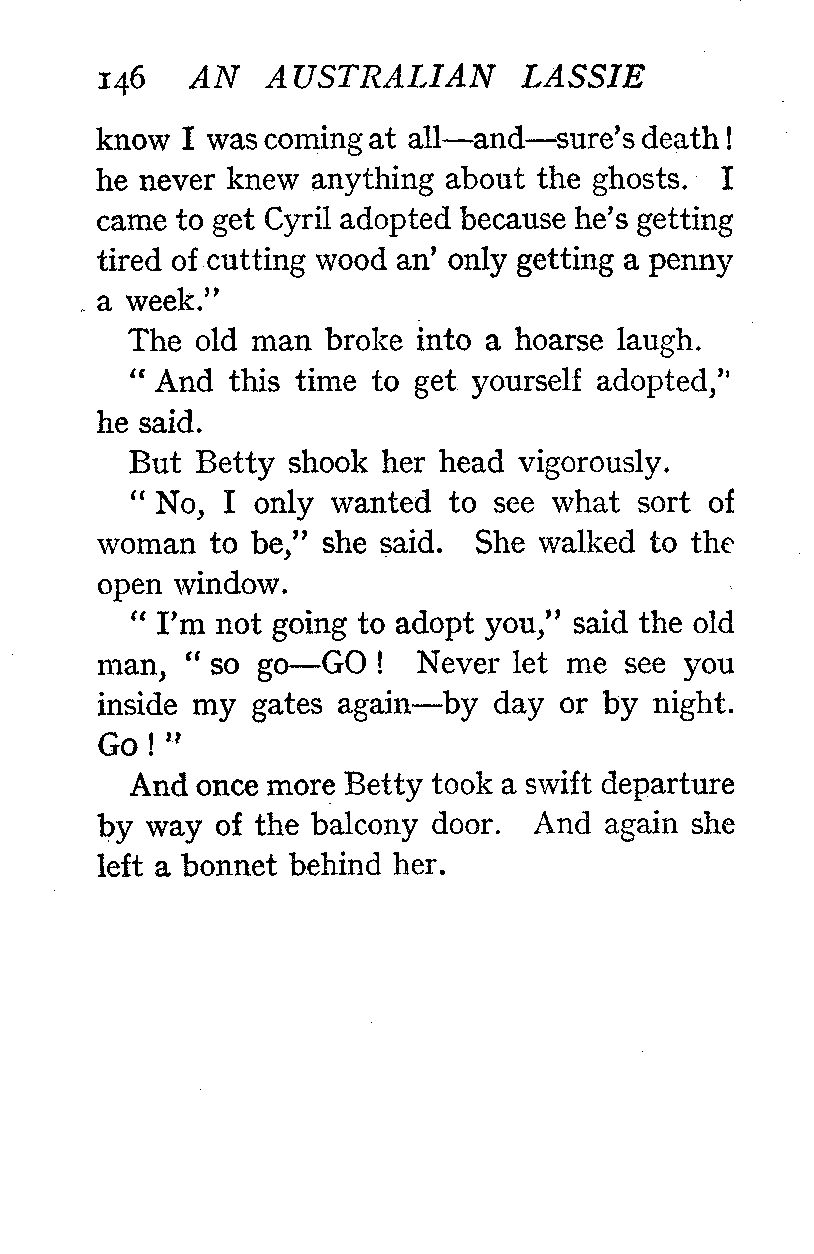 146 AN AUSTRALIAN LASSIE
know I was coming at all—and—sure's death!
he never knew anything about the ghosts. I
came to get Cyril adopted because he's getting
tired of cutting wood an' only getting a penny
a week."
The old man broke into a hoarse laugh.
"And this time to get yourself adopted,"
he said.
But Betty shook her head vigorously.
"No, I only wanted to see what sort of
woman to be," she said. She walked to the
open window.
"I'm not going to adopt you," said the old
man, "so go—GO! Never let me see you
inside my gates again—by day or by night.
Go!"
And once more Betty took a swift departure
by way of the balcony door. And again she
left a bonnet behind her.